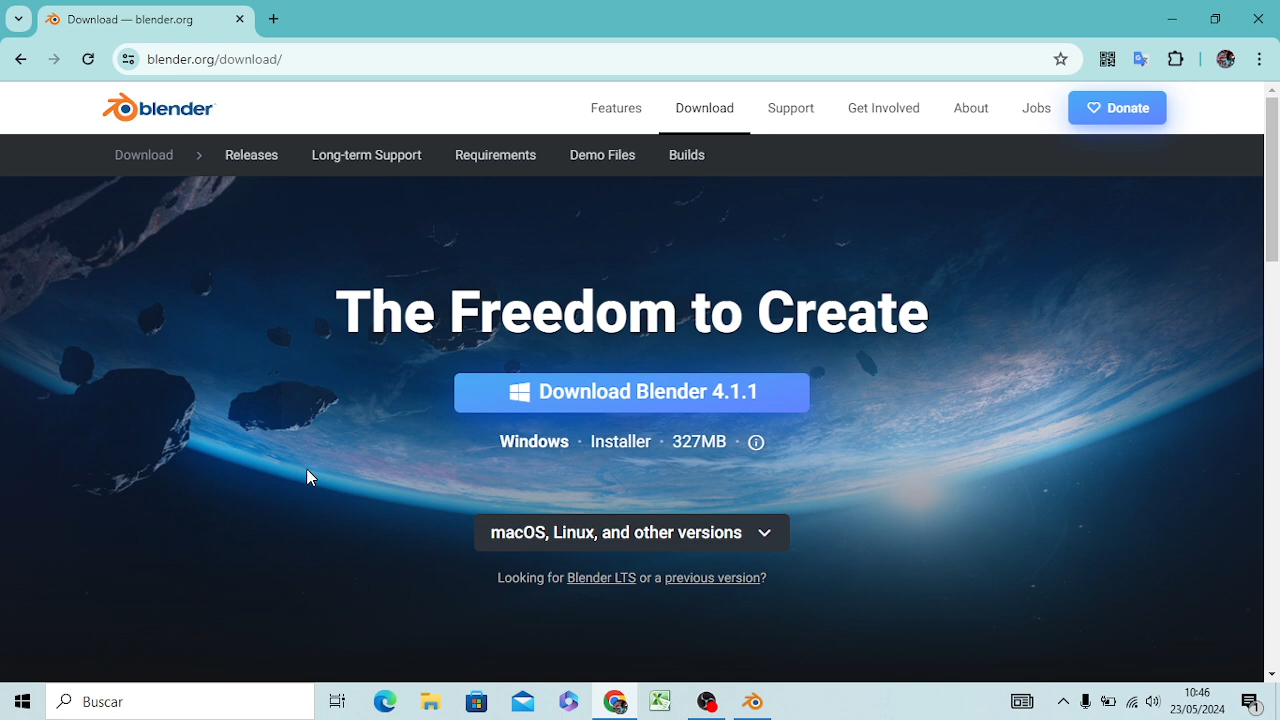 Download — blender.org
blender.org/download/
blender
Features Download Support Get Involved About Jobs Donate
Download Releases Long-term Support Requirements Demo Files Builds
The Freedom to Create
Download Blender 4.1.1
Windows · Installer · 327MB ·
macOS, Linux, and other versions
Looking for Blender LTS or a previous version?
Buscar
10:46
23/05/2024
1